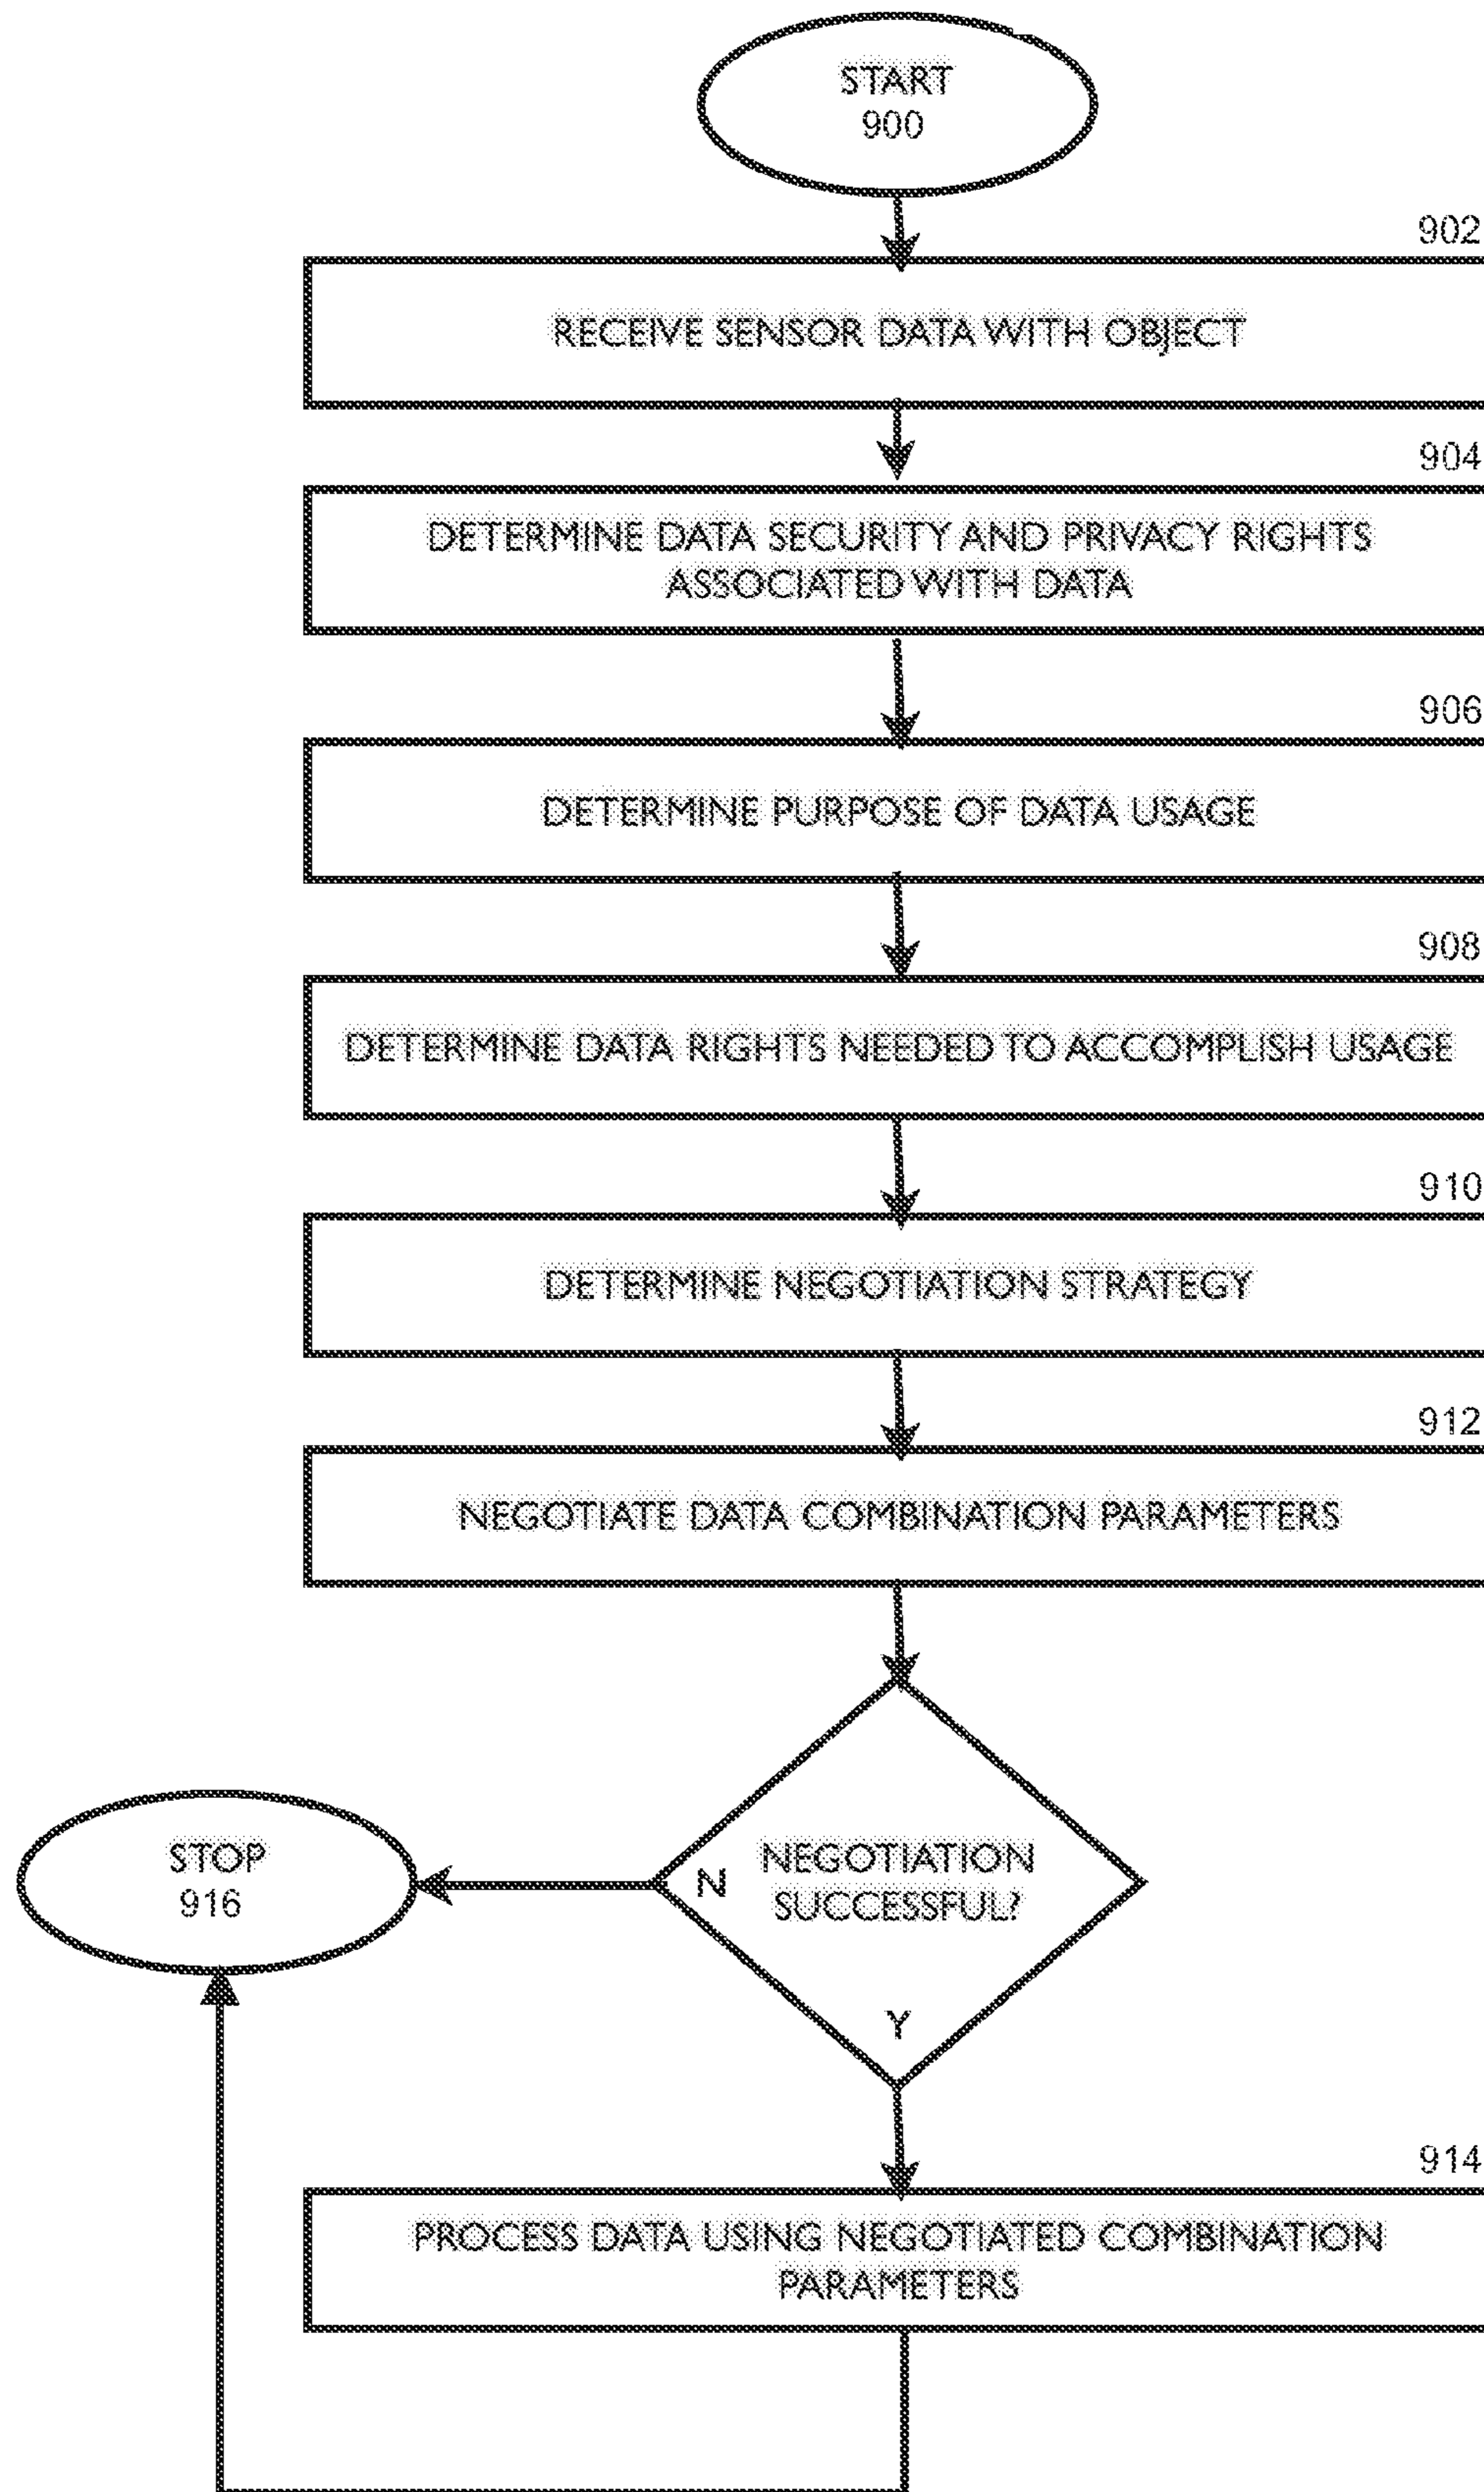 START
900
902
RECEIVE SENSOR DATA WITH OBJECT
904
DETERMINE DATA SECURITY AND PRIVACY RIGHTS
ASSOCIATED WITH DATA
906
DETERMINE PURPOSE OF DATA USAGE
908
DETERMINE DATA RIGHTS NEEDED TO ACCOMPLISH USAGE
910
DETERMINE NEGOTIATION STRATEGY
912
NEGOTIATE DATA COMBINATION PARAMETERS
NEGOTIATION
SUCCESSFUL?
N
STOP
916
Y
914
PROCESS DATA USING NEGOTIATED COMBINATION
PARAMETERS